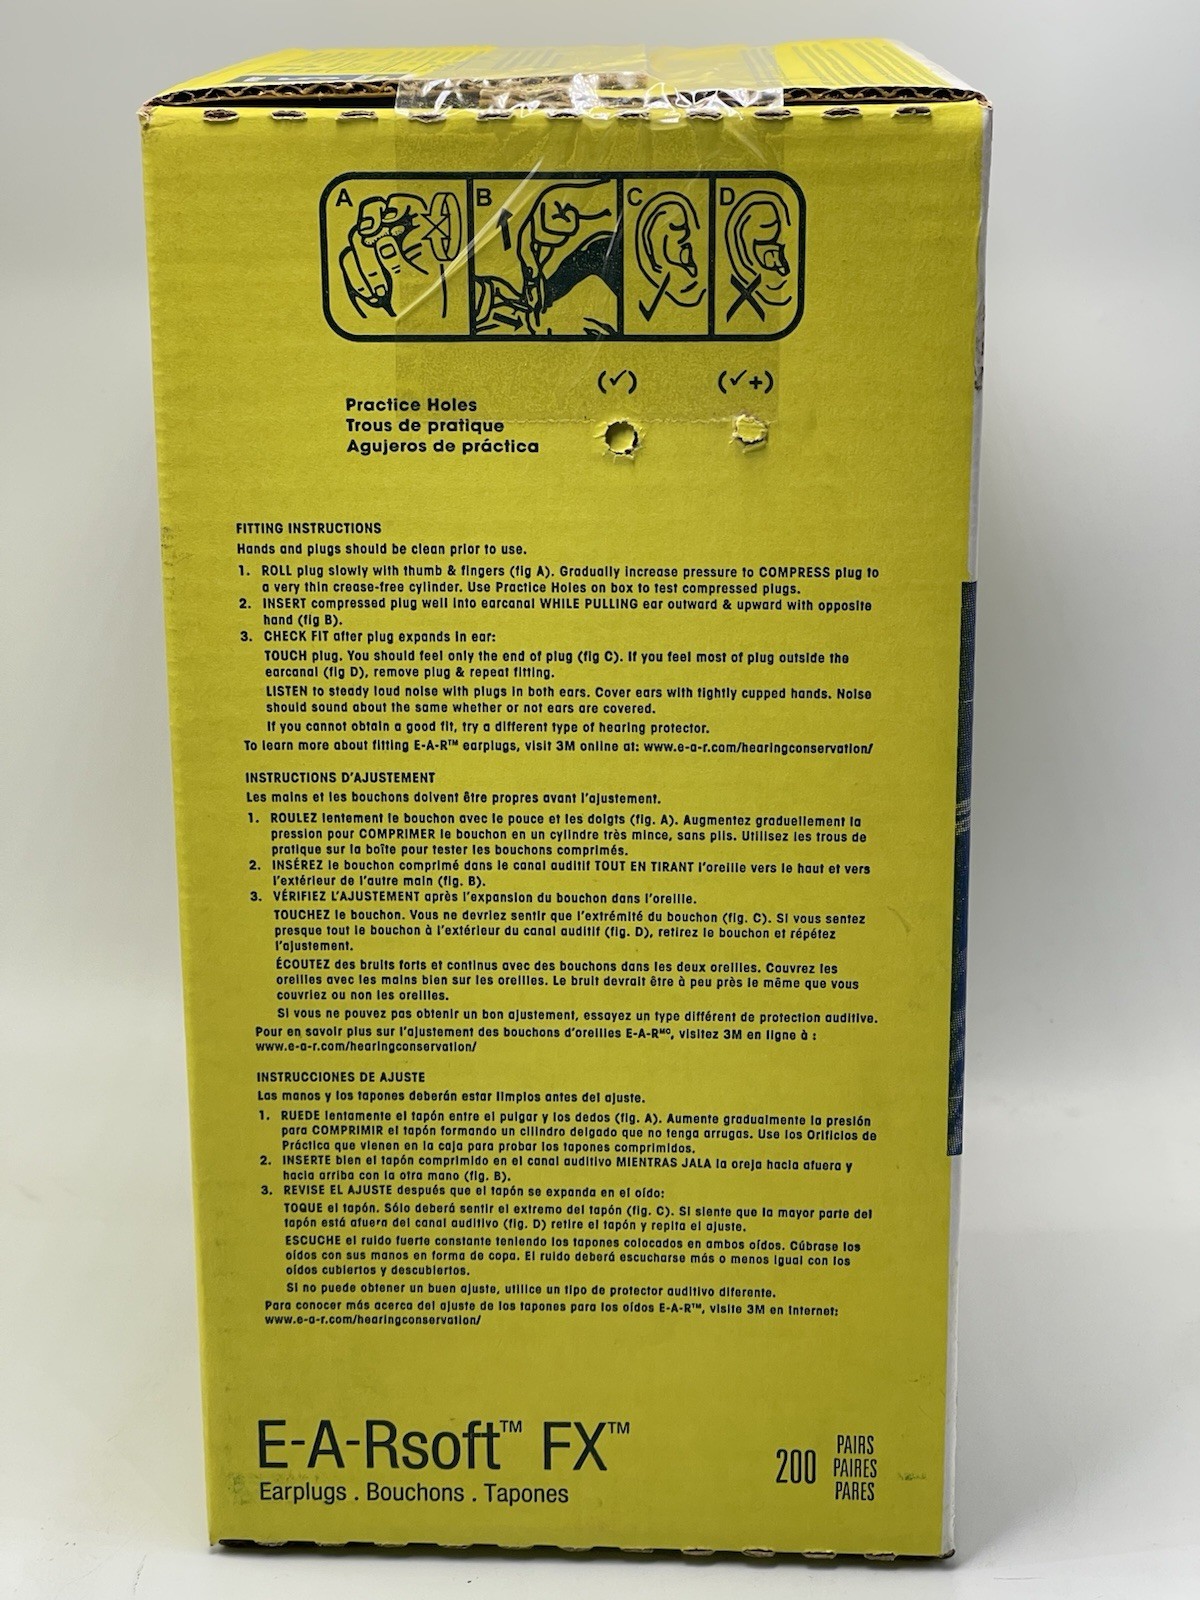 A B C D
(✓) (✓+)
Practice Holes
Trous de pratique
Agujeros de práctica
FITTING INSTRUCTIONS
Hands and plugs should be clean prior to use.
1. ROLL plug slowly with thumb & fingers (fig A). Gradually increase pressure to COMPRESS plug to
a very thin crease-free cylinder. Use Practice Holes on box to test compressed plugs.
2. INSERT compressed plug well into earcanal WHILE PULLING ear outward & upward with opposite
hand (fig B).
3. CHECK FIT after plug expands in ear:
TOUCH plug. You should feel only the end of plug (fig C). If you feel most of plug outside the
earcanal (fig D), remove plug & repeat fitting.
LISTEN to steady loud noise with plugs in both ears. Cover ears with tightly cupped hands. Noise
should sound about the same whether or not ears are covered.
If you cannot obtain a good fit, try a different type of hearing protector.
To learn more about fitting E-A-R™ earplugs, visit 3M online at: www.e-a-r.com/hearingconservation/
INSTRUCTIONS D'AJUSTEMENT
Les mains et les bouchons doivent être propres avant l'ajustement.
1. ROULEZ lentement le bouchon avec le pouce et les doigts (fig. A). Augmentez graduellement la
pression pour COMPRIMER le bouchon en un cylindre très mince, sans plis. Utilisez les trous de
pratique sur la boîte pour tester les bouchons comprimés.
2. INSÉREZ le bouchon comprimé dans le canal auditif TOUT EN TIRANT l'oreille vers le haut et vers
l'extérieur de l'autre main (fig. B).
3. VÉRIFIEZ L'AJUSTEMENT après l'expansion du bouchon dans l'oreille.
TOUCHEZ le bouchon. Vous ne devriez sentir que l'extrémité du bouchon (fig. C). Si vous sentez
presque tout le bouchon à l'extérieur du canal auditif (fig. D), retirez le bouchon et répétez
l'ajustement.
ÉCOUTEZ des bruits forts et continus avec des bouchons dans les deux oreilles. Couvrez les
oreilles avec les mains bien sur les oreilles. Le bruit devrait être à peu près le même que vous
couvriez ou non les oreilles.
Si vous ne pouvez pas obtenir un bon ajustement, essayez un type différent de protection auditive.
Pour en savoir plus sur l'ajustement des bouchons d'oreilles E-A-Rᴹᶜ, visitez 3M en ligne à :
www.e-a-r.com/hearingconservation/
INSTRUCCIONES DE AJUSTE
Las manos y los tapones deberán estar limpios antes del ajuste.
1. RUEDE lentamente el tapón entre el pulgar y los dedos (fig. A). Aumente gradualmente la presión
para COMPRIMIR el tapón formando un cilindro delgado que no tenga arrugas. Use los Orificios de
Práctica que vienen en la caja para probar los tapones comprimidos.
2. INSERTE bien el tapón comprimido en el canal auditivo MIENTRAS JALA la oreja hacia afuera y
hacia arriba con la otra mano (fig. B).
3. REVISE EL AJUSTE después que el tapón se expanda en el oído:
TOQUE el tapón. Sólo deberá sentir el extremo del tapón (fig. C). Si siente que la mayor parte del
tapón está afuera del canal auditivo (fig. D) retire el tapón y repita el ajuste.
ESCUCHE el ruido fuerte constante teniendo los tapones colocados en ambos oídos. Cúbrase los
oídos con sus manos en forma de copa. El ruido deberá escucharse más o menos igual con los
oídos cubiertos y descubiertos.
Si no puede obtener un buen ajuste, utilice un tipo de protector auditivo diferente.
Para conocer más acerca del ajuste de los tapones para los oídos E-A-R™, visite 3M en Internet:
www.e-a-r.com/hearingconservation/
E-A-Rsoft™ FX™
Earplugs . Bouchons . Tapones
200 PAIRS
PAIRES
PARES